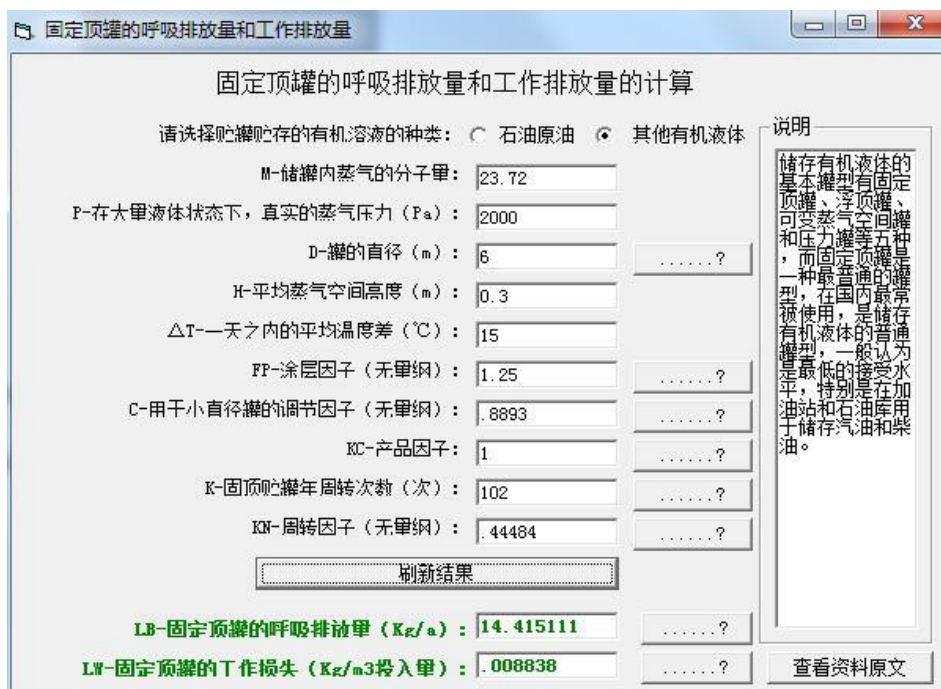 固定顶罐的呼吸排放量和工作排放量
固定顶罐的呼吸排放量和工作排放量的计算
请选择贮罐贮存的有机溶液的种类: 石油原油 其他有机液体
M-储罐内蒸气的分子量: 23.72
P-在大量液体状态下，真实的蒸气压力（Pa）: 2000
D-罐的直径（m）: 6 ......?
H-平均蒸气空间高度（m）: 0.3
△T-一天之内的平均温度差（℃）: 15
FP-涂层因子（无量纲）: 1.25 ......?
C-用于小直径罐的调节因子（无量纲）: .8893 ......?
KC-产品因子: 1 ......?
K-固顶贮罐年周转次数（次）: 102 ......?
KN-周转因子（无量纲）: .44484 ......?
刷新结果
LB-固定顶罐的呼吸排放量（Kg/a）: 14.415111 ......?
LW-固定顶罐的工作损失（Kg/m3投入量）: .008838 ......?
说明
储存有机液体的
基本罐型有固定
顶罐、浮顶罐、
可变蒸气空间罐
和压力罐等五种
，而固定顶罐是
一种最普通的罐
型，在国内最常
被使用，是储存
有机液体的普通
罐型，一般认为
是最低的接受水
平，特别是在加
油站和石油库用
于储存汽油和柴
油。
查看资料原文